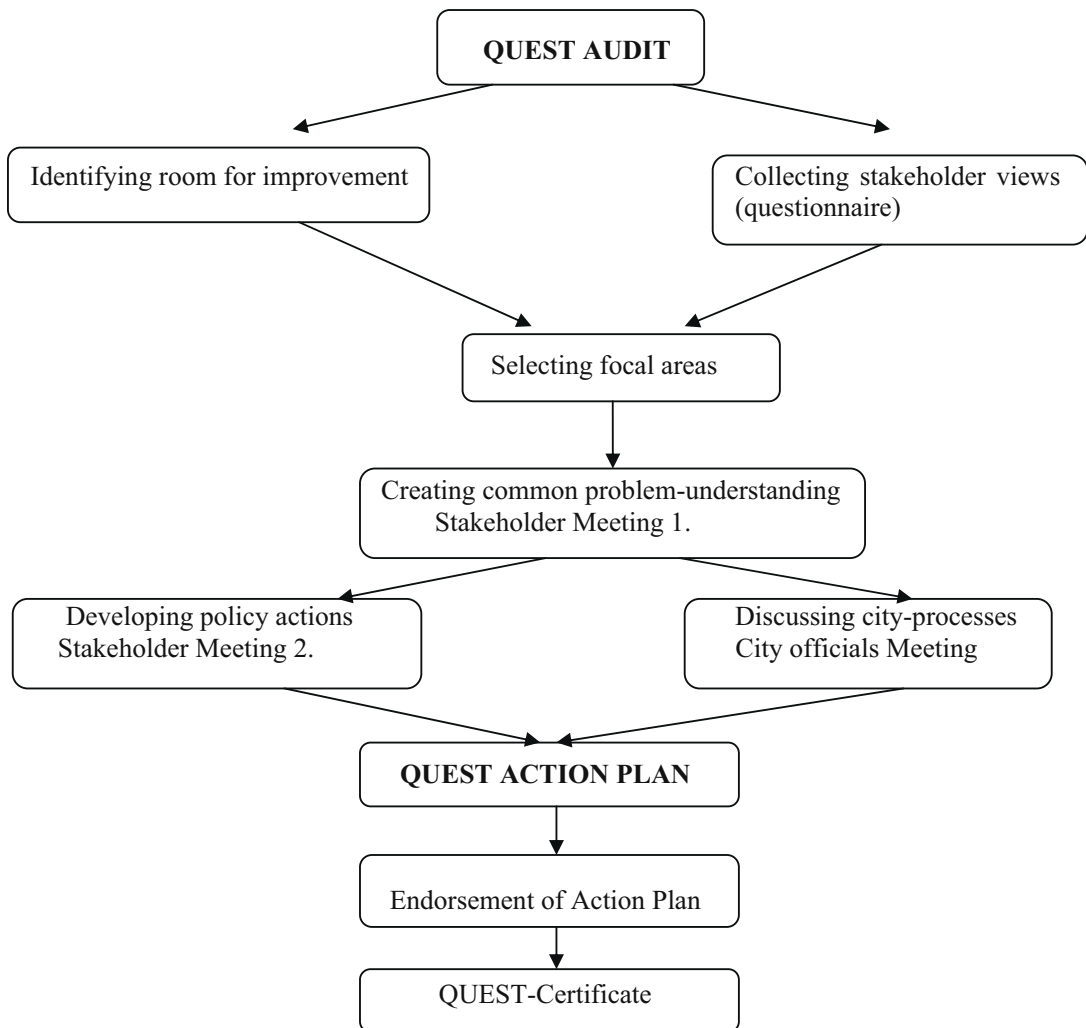 QUEST AUDIT
Identifying room for improvement
Collecting stakeholder views
(questionnaire)
Selecting focal areas
Creating common problem-understanding
Stakeholder Meeting 1.
Developing policy actions
Stakeholder Meeting 2.
Discussing city-processes
City officials Meeting
QUEST ACTION PLAN
Endorsement of Action Plan
QUEST-Certificate